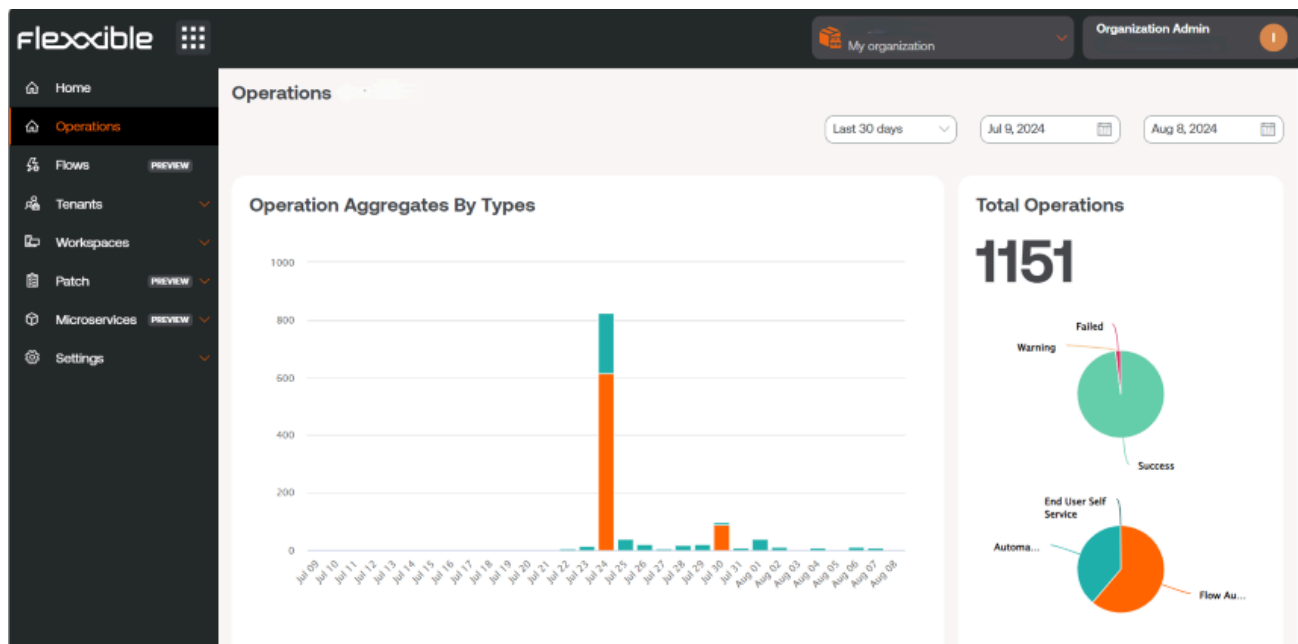 Flexxible
My organization
Organization Admin
I
Home
Operations
Flows PREVIEW
Tenants
Workspaces
Patch PREVIEW
Microservices PREVIEW
Settings
Operations
Last 30 days
Jul 9, 2024
Aug 8, 2024
Operation Aggregates By Types
1000
800
600
400
200
0
Jul 09
Jul 10
Jul 11
Jul 12
Jul 13
Jul 14
Jul 15
Jul 16
Jul 17
Jul 18
Jul 19
Jul 20
Jul 21
Jul 22
Jul 23
Jul 24
Jul 25
Jul 26
Jul 27
Jul 28
Jul 29
Jul 30
Jul 31
Aug 01
Aug 02
Aug 03
Aug 04
Aug 05
Aug 06
Aug 07
Aug 08
Total Operations
1151
Failed
Warning
Success
End User Self
Service
Automa...
Flow Au...